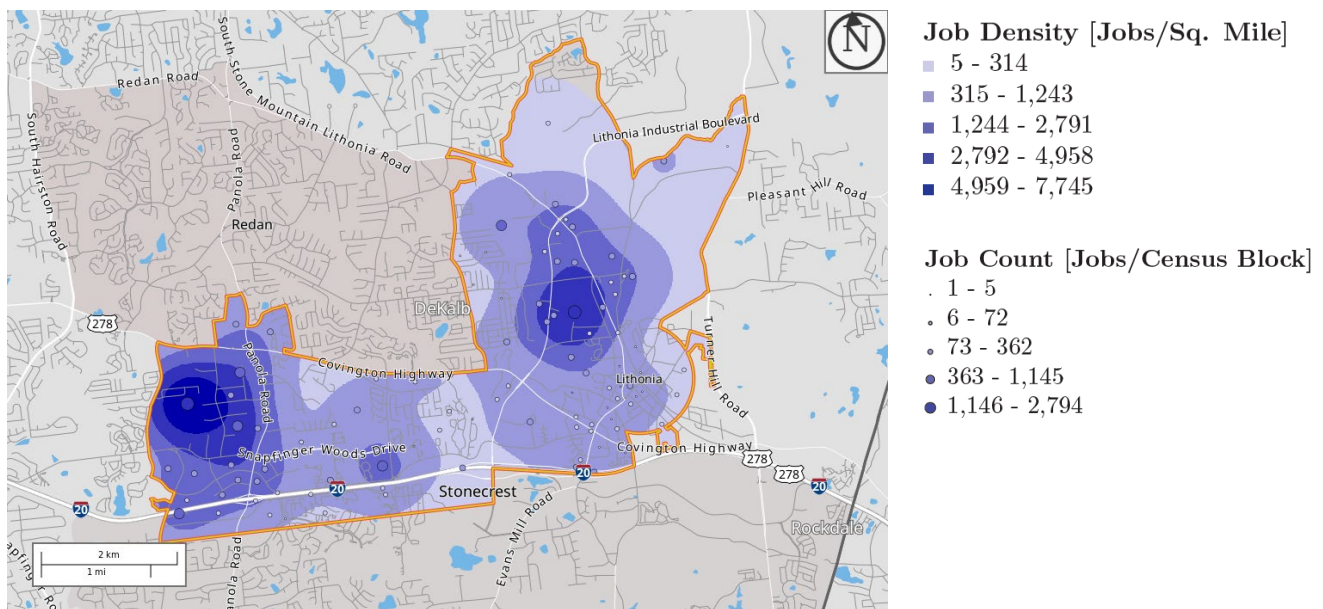 N
Redan Road
South Stone Mountain Lithonia Road
South Hairston Road
Panola Road
Lithonia Industrial Boulevard
Pleasant Hill Road
Redan
DeKalb
278
Panola Road
Covington Highway
Turner Hill Road
Lithonia
Snapfinger Woods Drive
Covington Highway
278
278
20
20
20
20
Stonecrest
Evans Mill Road
Rockdale
2 km
1 mi
Job Density [Jobs/Sq. Mile]
5 - 314
315 - 1,243
1,244 - 2,791
2,792 - 4,958
4,959 - 7,745
Job Count [Jobs/Census Block]
. 1 - 5
6 - 72
73 - 362
363 - 1,145
1,146 - 2,794